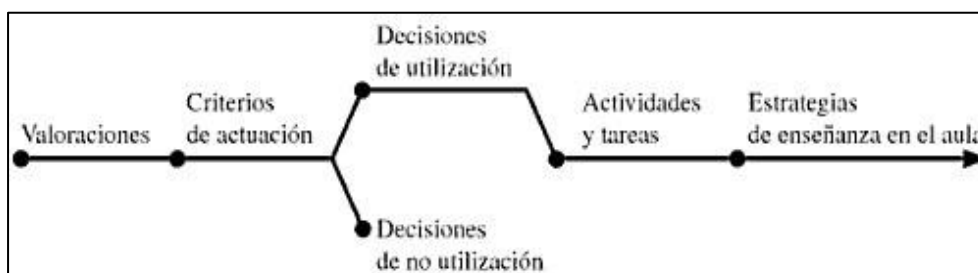 Valoraciones
Criterios
de actuación
Decisiones
de utilización
Decisiones
de no utilización
Actividades
y tareas
Estrategias
de enseñanza en el aula